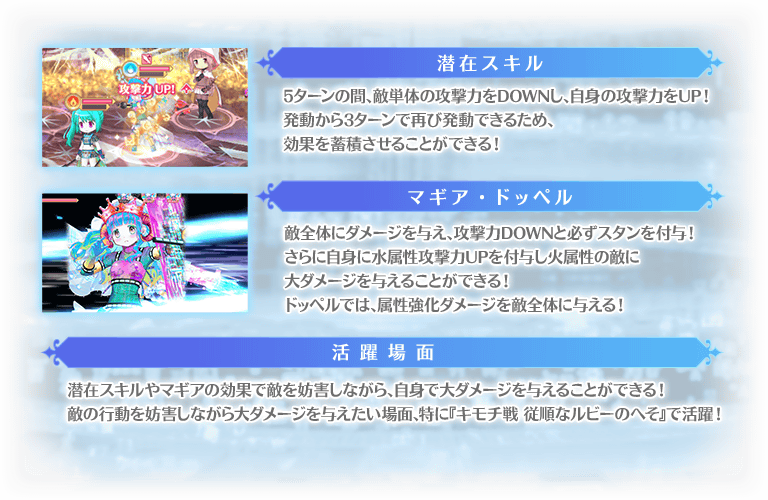 潜在スキル
攻撃力UP!
5ターンの間、敵単体の攻撃力をDOWNし、自身の攻撃力をUP!
発動から3ターンで再び発動できるため、
効果を蓄積させることができる!
マギア・ドッペル
敵全体にダメージを与え、攻撃力DOWNと必ずスタンを付与!
さらに自身に水属性攻撃力UPを付与し火属性の敵に
大ダメージを与えることができる!
ドッペルでは、属性強化ダメージを敵全体に与える!
活躍場面
潜在スキルやマギアの効果で敵を妨害しながら、自身で大ダメージを与えることができる!
敵の行動を妨害しながら大ダメージを与えたい場面、特に『キモチ戦 従順なルビーのへそ』で活躍!